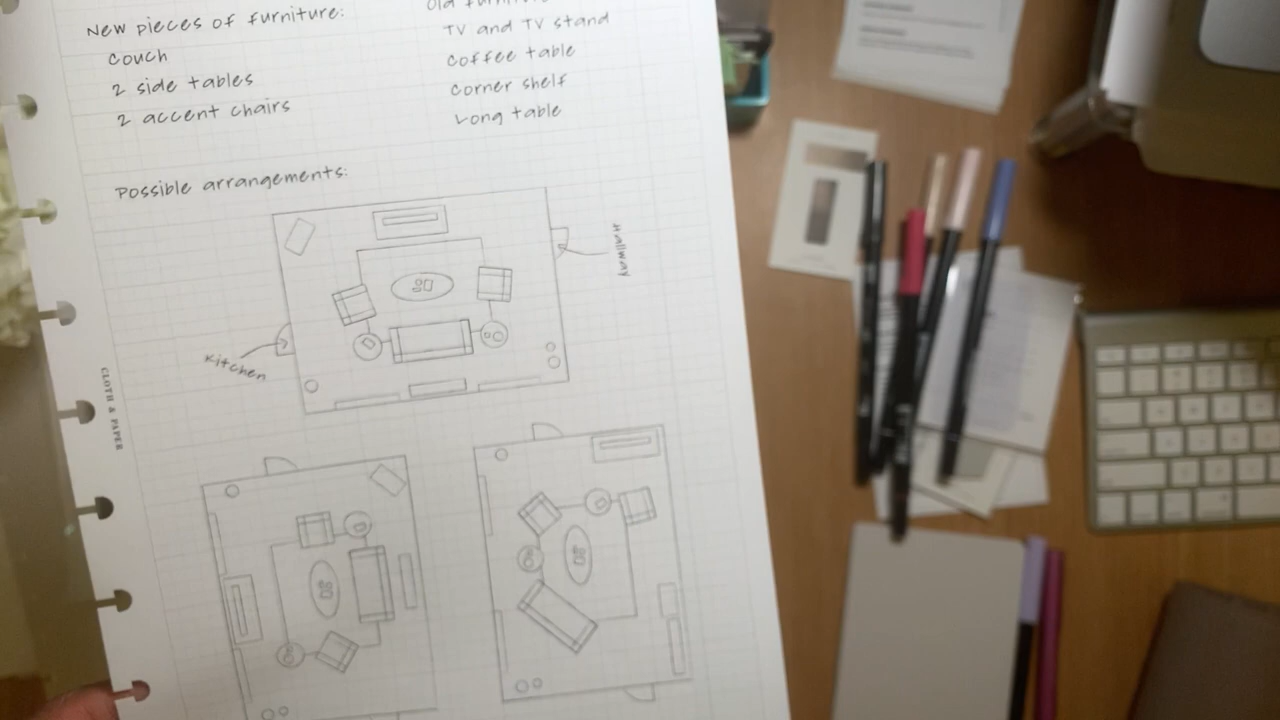 New pieces of furniture:
couch
2 side tables
2 accent chairs
Old
TV and TV stand
Coffee table
Corner shelf
Long table
Possible arrangements:
Hallway
Kitchen
CLOTH & PAPER